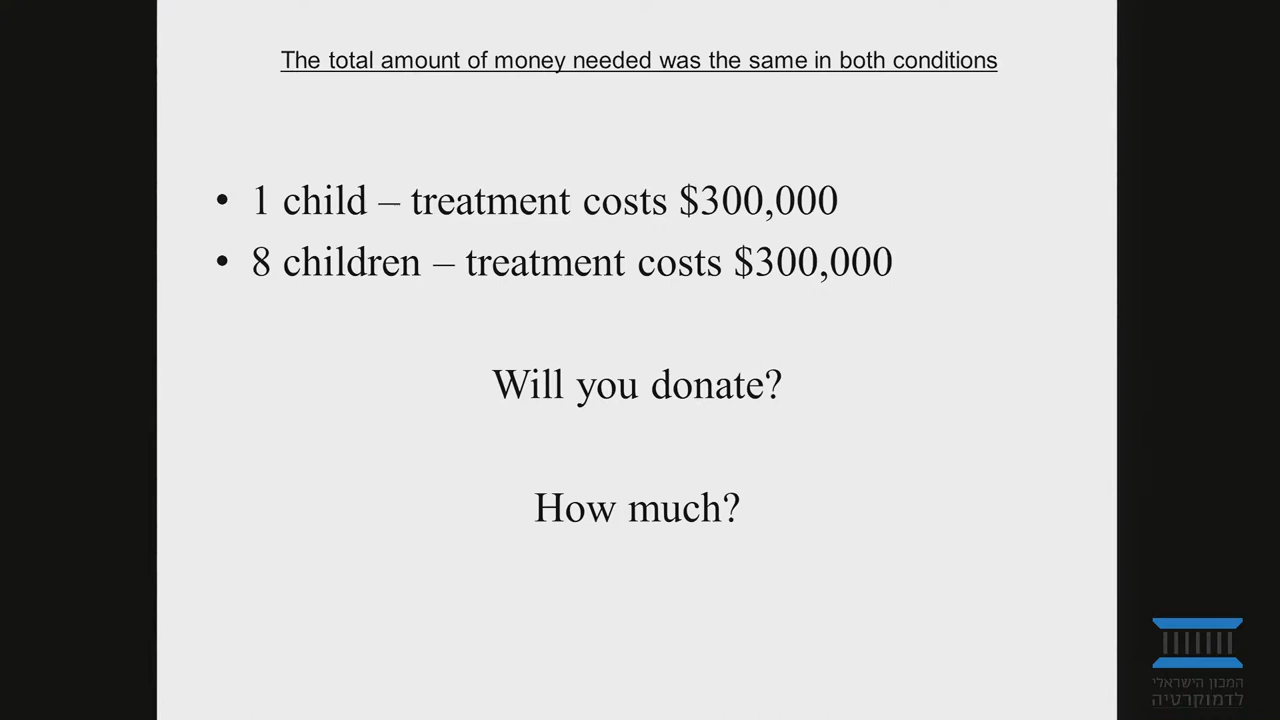 The total amount of money needed was the same in both conditions
• 1 child – treatment costs $300,000
• 8 children – treatment costs $300,000
Will you donate?
How much?
המכון הישראלי
לדמוקרטיה